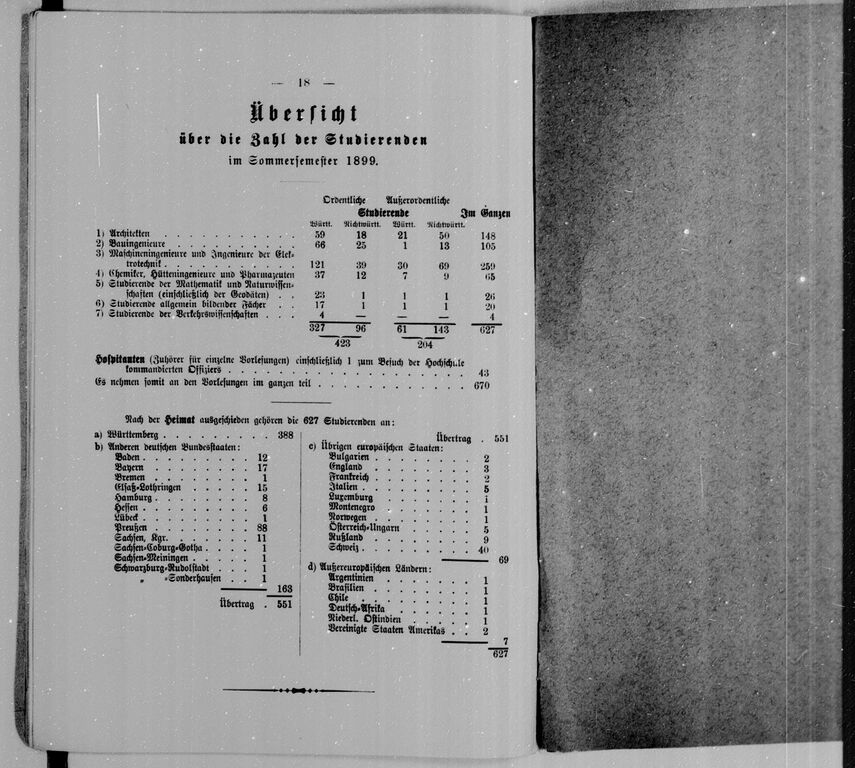 — 18 —
Übersicht
über die Zahl der Studierenden
im Sommersemester 1899.
Ordentliche Außerordentliche
Studierende Im Ganzen
Württ. Nichtwürtt. Württ. Nichtwürtt.
1) Architekten . . . . . . . . . . 59 18 21 50 148
2) Bauingenieure . . . . . . . . . 66 25 1 13 105
3) Maschineningenieure und Ingenieure der Elek-
trotechnik . . . . . . . . . . 121 39 30 69 259
4) Chemiker, Hütteningenieure und Pharmazeuten 37 12 7 9 65
5) Studierende der Mathematik und Naturwissen-
schaften (einschließlich der Geodäten) . . 23 1 1 1 26
6) Studierende allgemein bildender Fächer . . 17 1 1 1 20
7) Studierende der Verkehrswissenschaften . . . 4 — — — 4
327 96 61 143 627
423 204
Hospitanten (Zuhörer für einzelne Vorlesungen) einschließlich 1 zum Besuch der Hochschule
kommandierten Offiziers . . . . . . . . . . . . . . . . 43
Es nehmen somit an den Vorlesungen im ganzen teil . . . . . . . . . . 670
Nach der Heimat ausgeschieden gehören die 627 Studierenden an:
a) Württemberg . . . . . . . . 388
b) Anderen deutschen Bundesstaaten:
Baden . . . . . . . . 12
Bayern . . . . . . . . 17
Bremen . . . . . . . . 1
Elsaß-Lothringen . . . . . 15
Hamburg . . . . . . . 8
Hessen . . . . . . . . 6
Lübeck . . . . . . . . 1
Preußen . . . . . . . . 88
Sachsen, Kgr. . . . . . . 11
Sachsen-Coburg-Gotha . . . . 1
Sachsen-Meiningen . . . . . 1
Schwarzburg-Rudolstadt . . . 1
„ -Sonderhausen . . 1
163
Übertrag . 551
Übertrag . 551
c) Übrigen europäischen Staaten:
Bulgarien . . . . . . . 2
England . . . . . . . 3
Frankreich . . . . . . . 2
Italien . . . . . . . . 5
Luxemburg . . . . . . . 1
Montenegro . . . . . . . 1
Norwegen . . . . . . . 1
Österreich-Ungarn . . . . . 5
Rußland . . . . . . . 9
Schweiz . . . . . . . . 40
69
d) Außereuropäischen Ländern:
Argentinien . . . . . . . 1
Brasilien . . . . . . . 1
Chile . . . . . . . . 1
Deutsch-Afrika . . . . . . 1
Niederl. Ostindien . . . . . 1
Vereinigte Staaten Amerikas . . 2
7
627